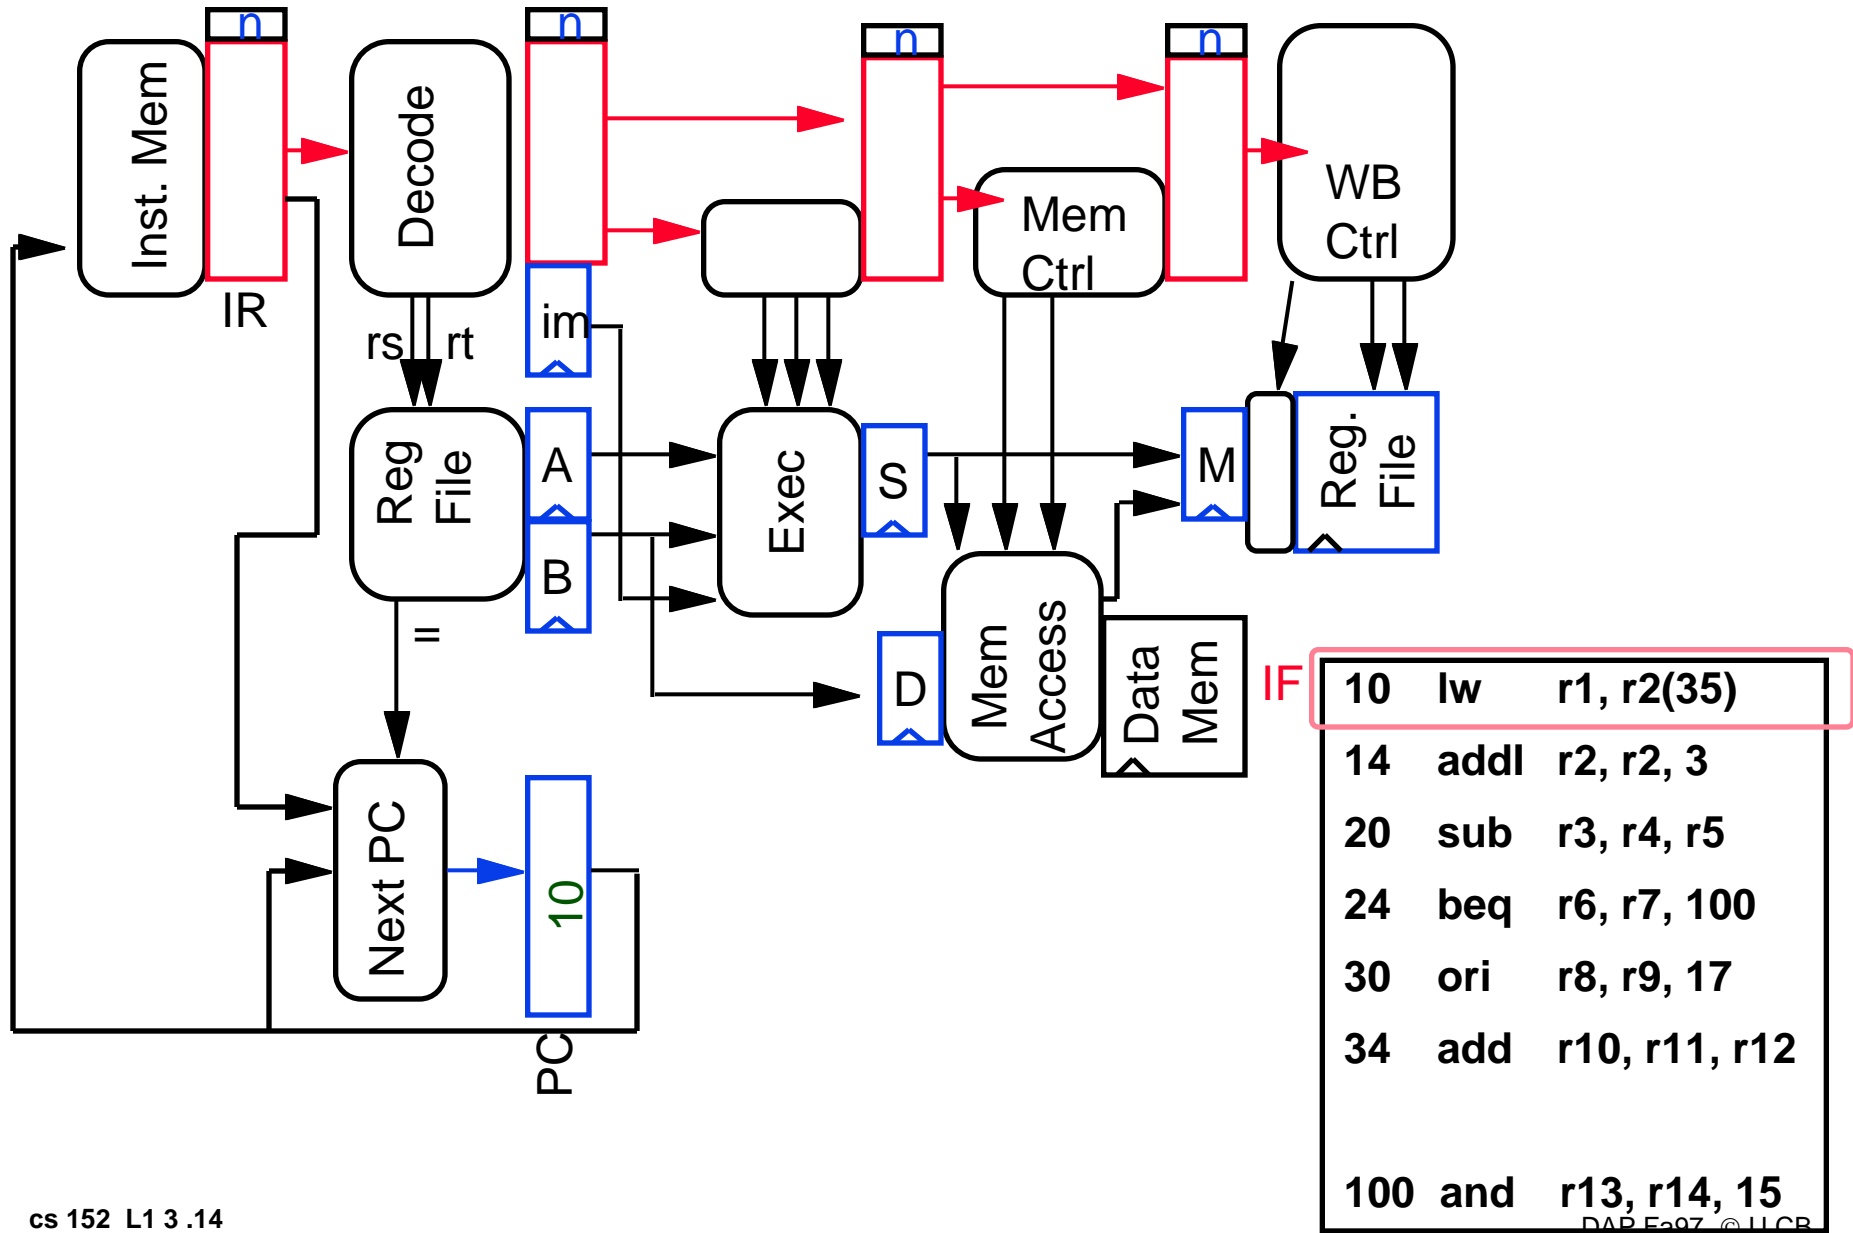 n
n
n
n
Inst. Mem
IR
Decode
rs
rt
im
Mem
Ctrl
WB
Ctrl
Reg
File
=
A
B
Exec
S
M
Reg.
File
D
Mem
Access
Data
Mem
Next PC
10
PC
IF
10 lw r1, r2(35)
14 addI r2, r2, 3
20 sub r3, r4, r5
24 beq r6, r7, 100
30 ori r8, r9, 17
34 add r10, r11, r12
100 and r13, r14, 15
cs 152 L1 3 .14
DAP Fa97, © U.CB